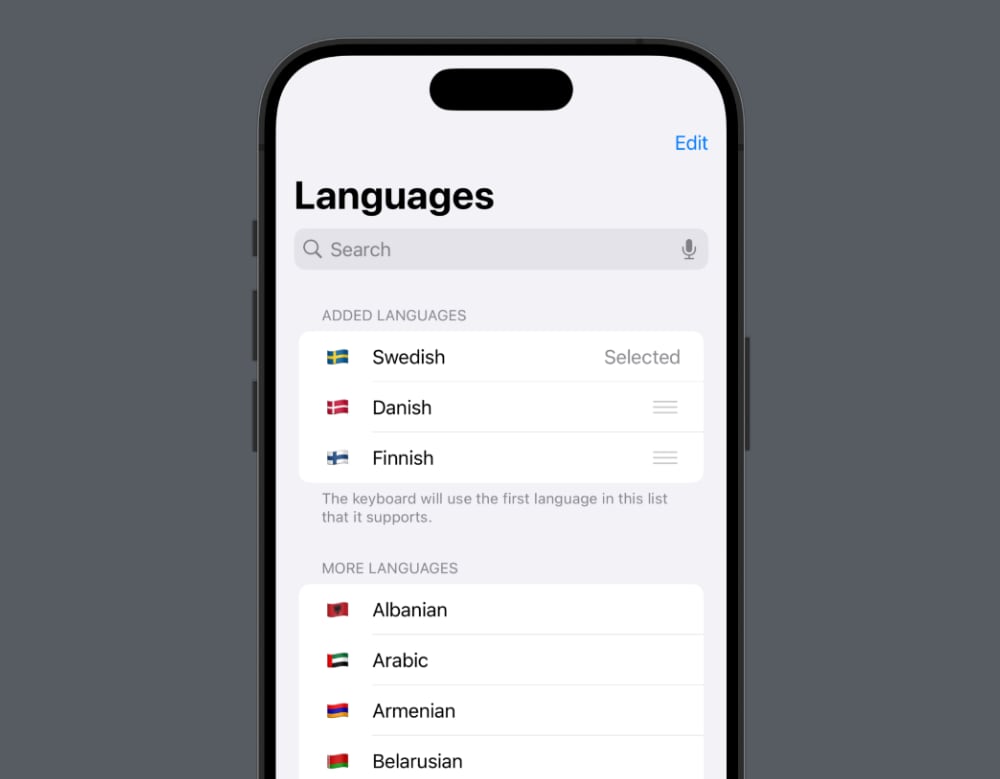 Edit
Languages
Search
ADDED LANGUAGES
Swedish Selected
Danish
Finnish
The keyboard will use the first language in this list
that it supports.
MORE LANGUAGES
Albanian
Arabic
Armenian
Belarusian